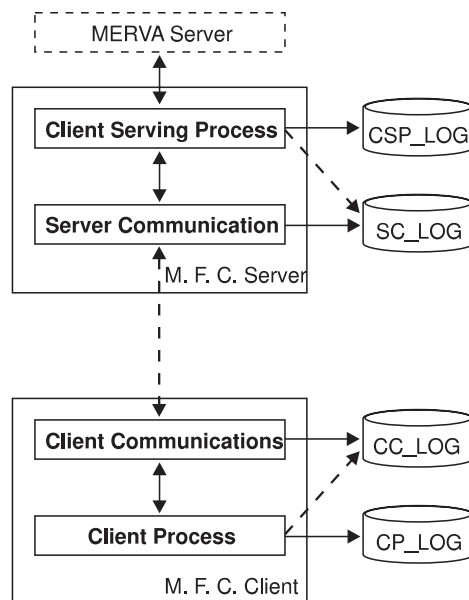 MERVA Server
Client Serving Process
CSP_LOG
Server Communication
SC_LOG
M. F. C. Server
Client Communications
CC_LOG
Client Process
CP_LOG
M. F. C. Client